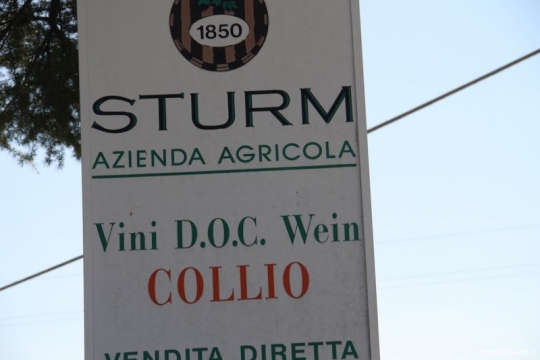 1850
STURM
AZIENDA AGRICOLA
Vini D.O.C. Wein
COLLIO
VENDITA DIRETTA